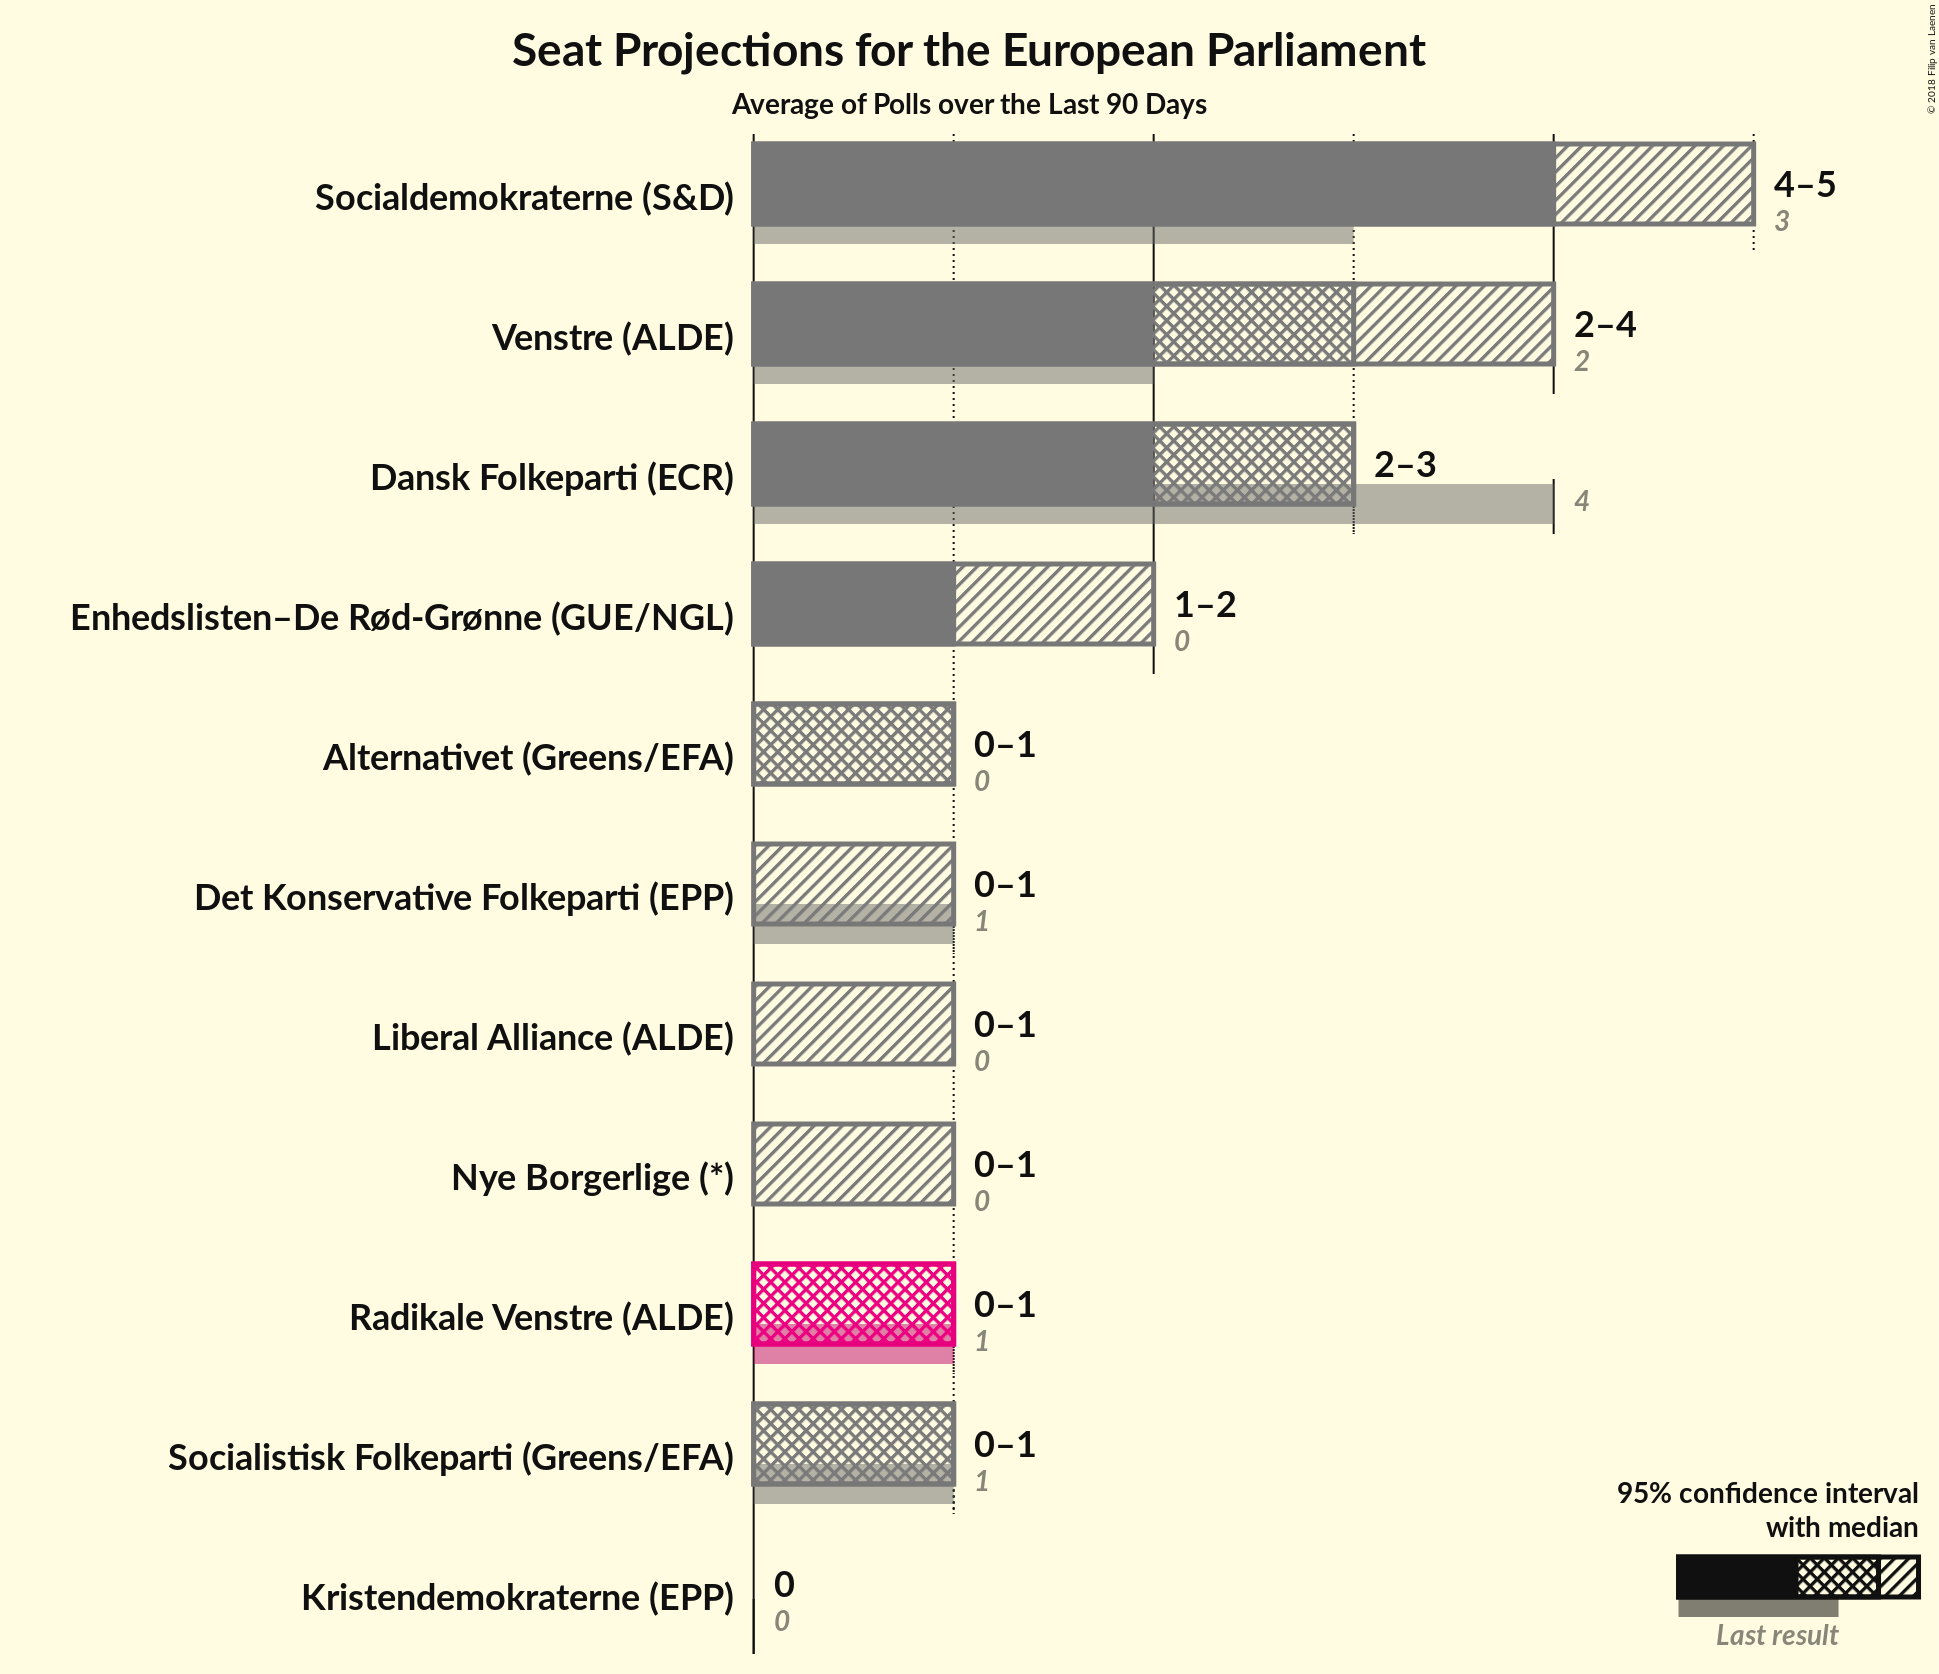 Seat Projections for the European Parliament
Average of Polls over the Last 90 Days
© 2018 Filip van Laenen
Socialdemokraterne (S&D)
4–5
3
Venstre (ALDE)
2–4
2
Dansk Folkeparti (ECR)
2–3
4
Enhedslisten–De Rød-Grønne (GUE/NGL)
1–2
0
Alternativet (Greens/EFA)
0–1
0
Det Konservative Folkeparti (EPP)
0–1
1
Liberal Alliance (ALDE)
0–1
0
Nye Borgerlige (*)
0–1
0
Radikale Venstre (ALDE)
0–1
1
Socialistisk Folkeparti (Greens/EFA)
0–1
1
Kristendemokraterne (EPP)
0
0
95% confidence interval
with median
Last result